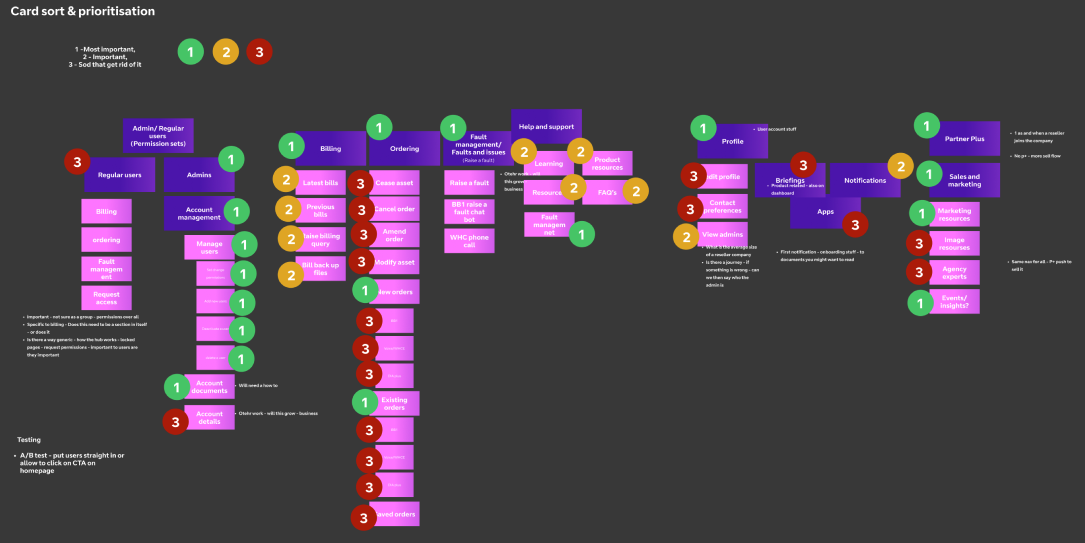 Card sort & prioritisation
1 -Most important,
2 - Important,
3 - Sod that get rid of it
1
2
3
Admin/ Regular
users
(Permission sets)
3
Regular users
1
Admins
Billing
ordering
Fault
managem
ent
Request
access
• Important - not sure as a group - permissions over all
• Specific to billing - Does this need to be a section in itself
- or does it
• Is there a way generic - how the hub works - locked
pages - request permissions - Important to users are
they important
Account
management
1
Manage
users
1
1
1
1
1
1
Account
documents
• Will need a how to
3
Account
details
• Otehr work - will this grow - business
Testing
• A/B test - put users straight in or
allow to click on CTA on
homepage
1
Billing
2
Latest bills
2
Previous
bills
2
Raise billing
query
2
Bill back up
files
1
Ordering
3
Cease asset
3
Cancel order
3
Amend
order
3
Modify asset
1
New orders
3
3
3
1
Existing
orders
3
3
3
3
saved orders
1
Fault
management/
Faults and issues
(Raise a fault)
Raise a fault
BB1 raise a
fault chat
bot
WHC phone
call
Help and support
2
Learning
2
Product
resources
• Otehr work - will
this grow
business
Resource
2
FAQ's
2
Fault
managem
ent
1
1
Profile
• User account stuff
3
Edit profile
3
Contact
preferences
2
View admins
• What is the average size
of a reseller company
• Is there a journey - if
something is wrong - can
we then say who the
admin is
3
Briefings
• Product related - also on
dashboard
2
Notifications
Apps
3
• First notification - onboarding stuff - to
documents you might want to read
1
Partner Plus
• 1 as and when a reseller
joins the company
• No p+ - more sell flow
1
Sales and
marketing
1
Marketing
resources
3
Image
resourses
3
Agency
experts
• Same nac for all - P+ push to
sell it
1
Events/
insights?